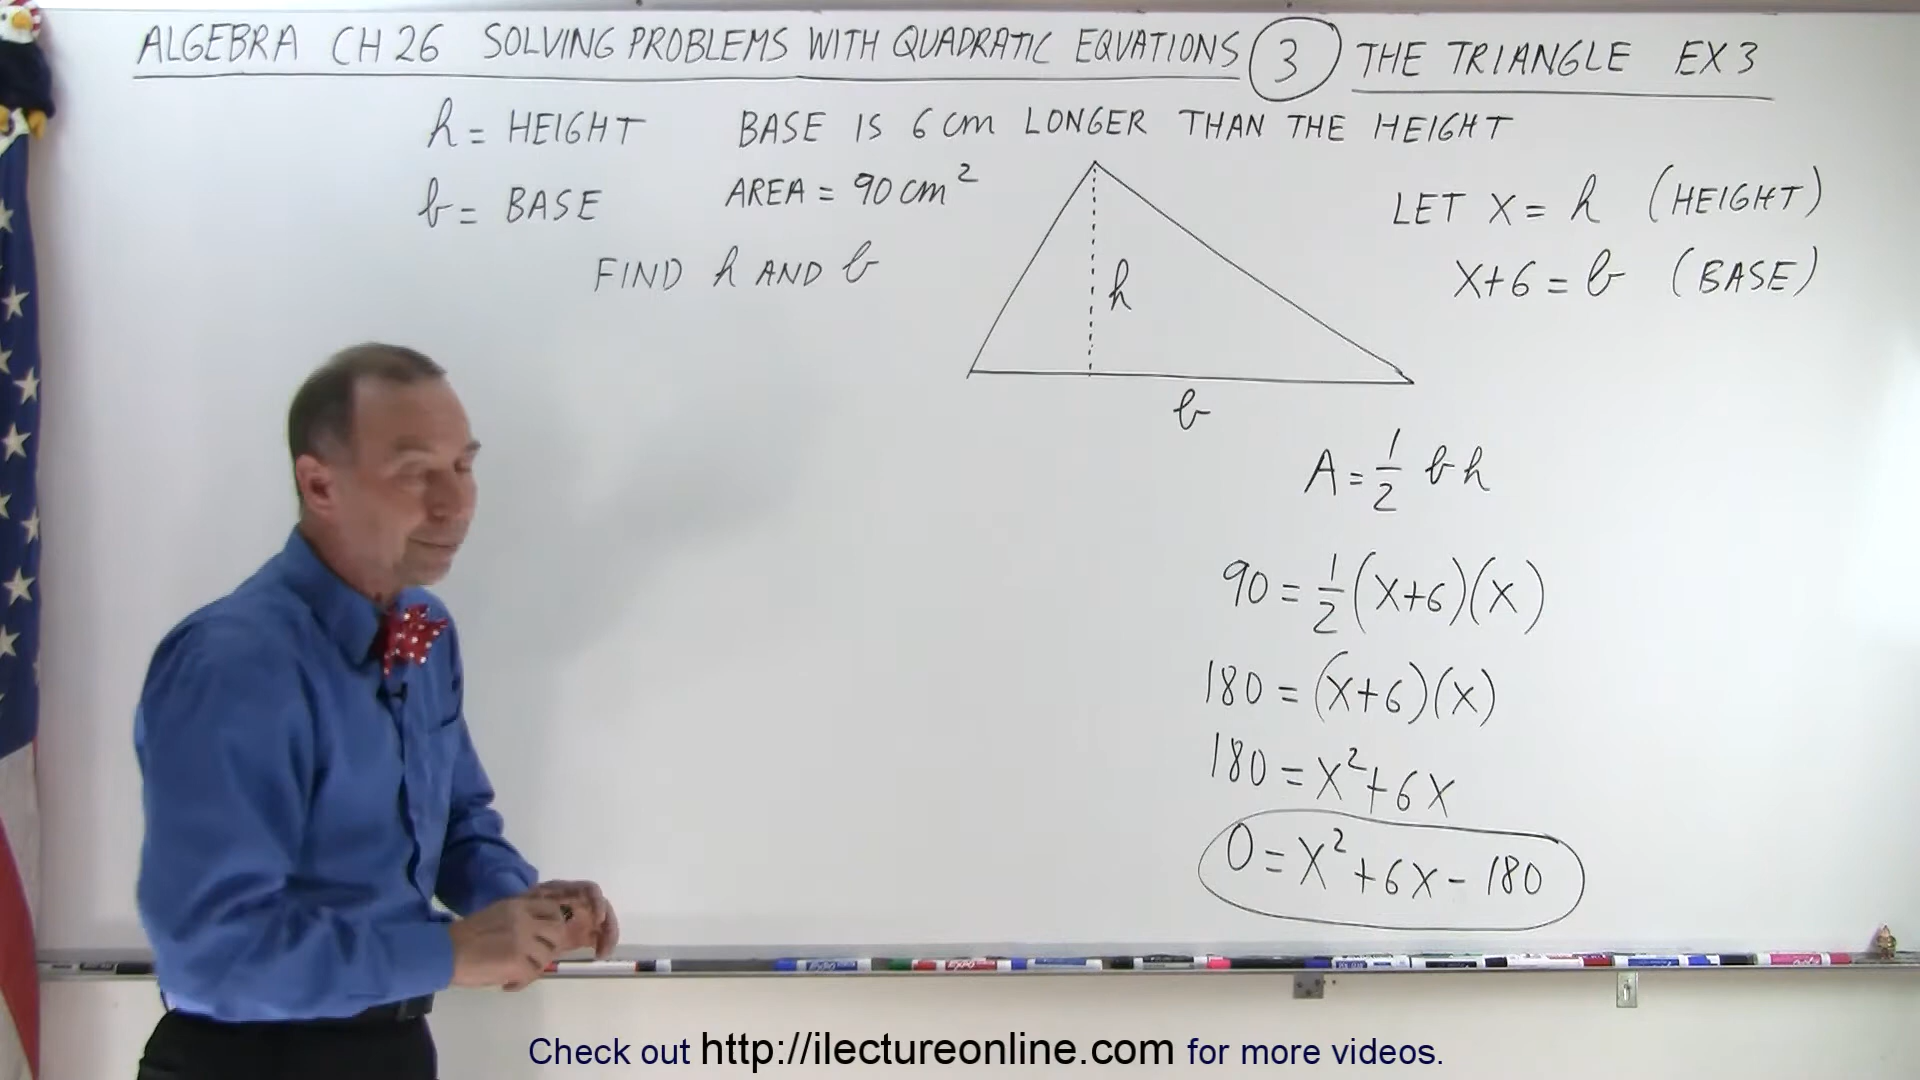 ALGEBRA CH 26 SOLVING PROBLEMS WITH QUADRATIC EQUATIONS 3 THE TRIANGLE EX 3
h = HEIGHT BASE IS 6 cm LONGER THAN THE HEIGHT
b = BASE AREA = 90 cm² LET X = h (HEIGHT)
FIND h AND b h X+6 = b (BASE)
b
A = 1/2 b h
90 = 1/2 (X+6)(X)
180 = (X+6)(X)
180 = X² + 6X
0 = X² + 6X - 180
Check out http://ilectureonline.com for more videos.